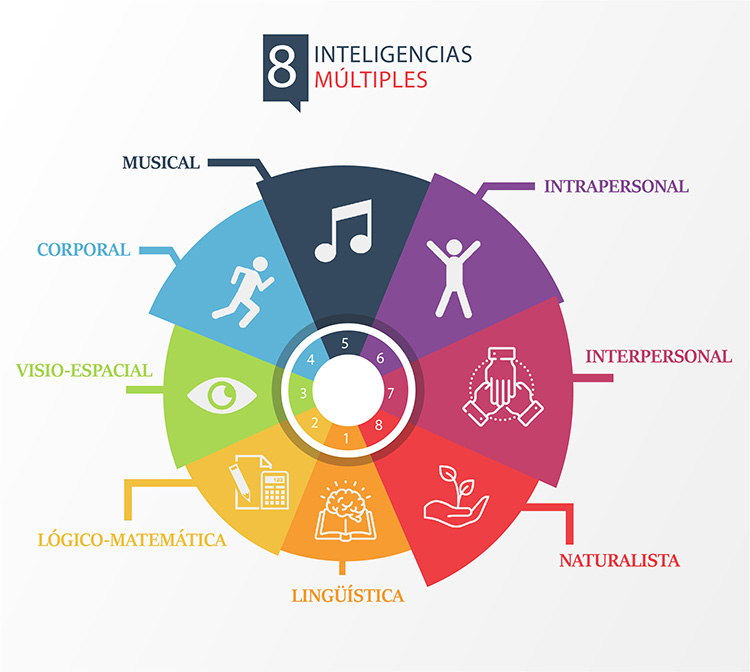 8 INTELIGENCIAS
MÚLTIPLES
MUSICAL
INTRAPERSONAL
CORPORAL
INTERPERSONAL
VISIO-ESPACIAL
LÓGICO-MATEMÁTICA
NATURALISTA
LINGÜÍSTICA
5
4
6
3
7
2
8
1
123